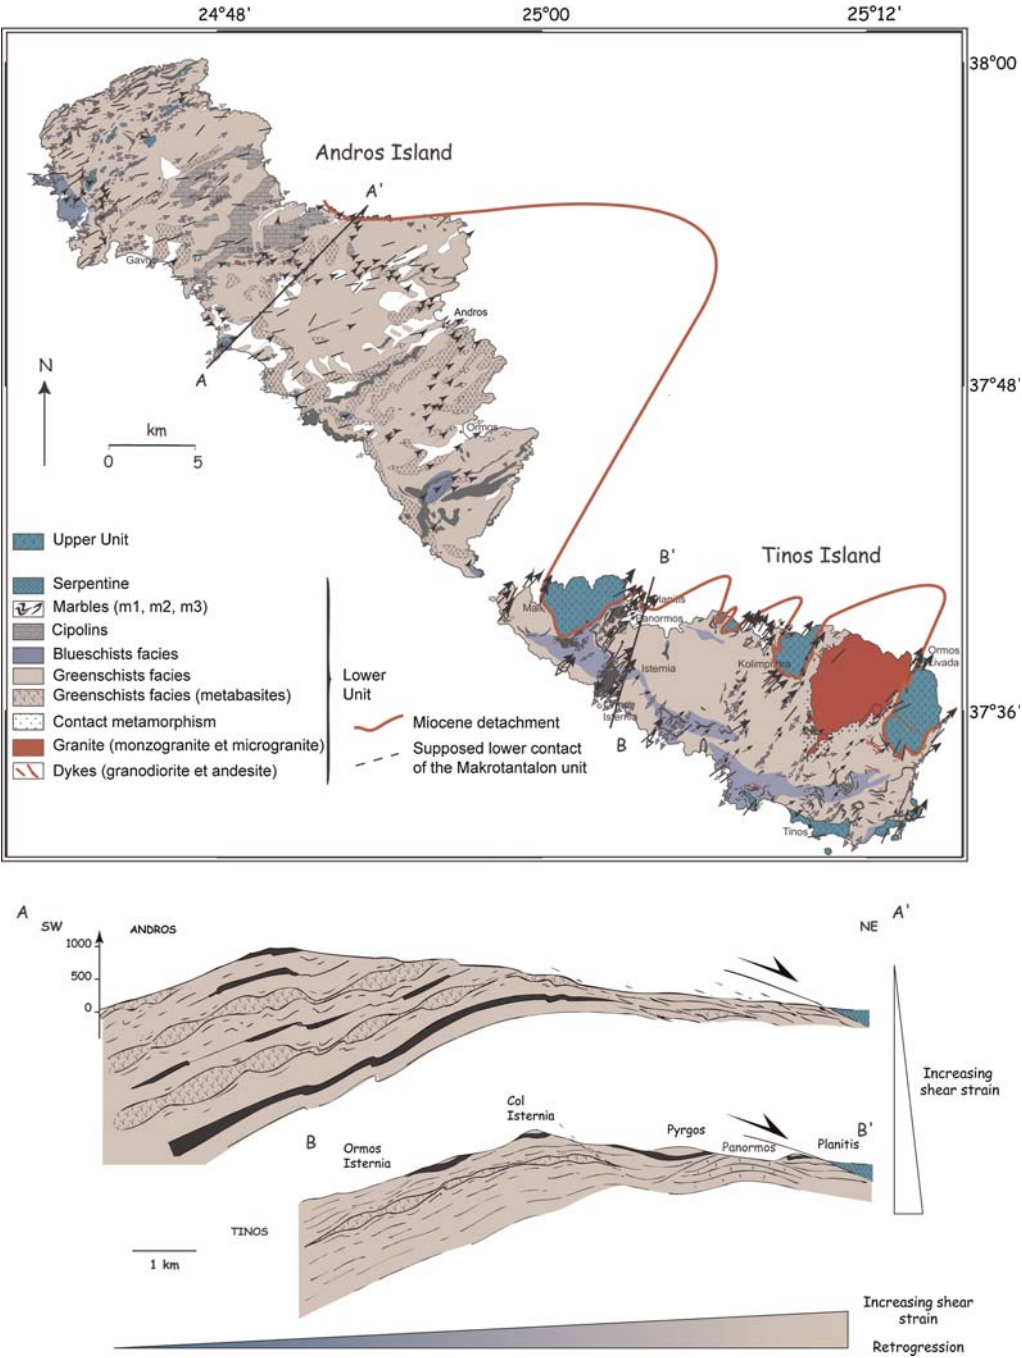 24°48' 25°00 25°12'
38°00
Andros Island
A'
Gavrio
Andros
A
N
37°48'
km
0 5
Ormos
Upper Unit
Serpentine
Marbles (m1, m2, m3)
Cipolins
Blueschists facies
Greenschists facies
Greenschists facies (metabasites)
Contact metamorphism
Granite (monzogranite et microgranite)
Dykes (granodiorite et andesite)
Lower
Unit
Miocene detachment
Supposed lower contact
of the Makrotantalon unit
B'
Tinos Island
Planitis
Panormos
Isternia
Kolimpithra
Ormos
Livada
37°36'
Isternia
B
Tinos
A
SW ANDROS NE A'
1000
500
0
Increasing
shear strain
Col
Isternia
B Ormos
Isternia
Pyrgos
Panormos
Planitis
B'
TINOS
1 km
Increasing shear
strain
Retrogression